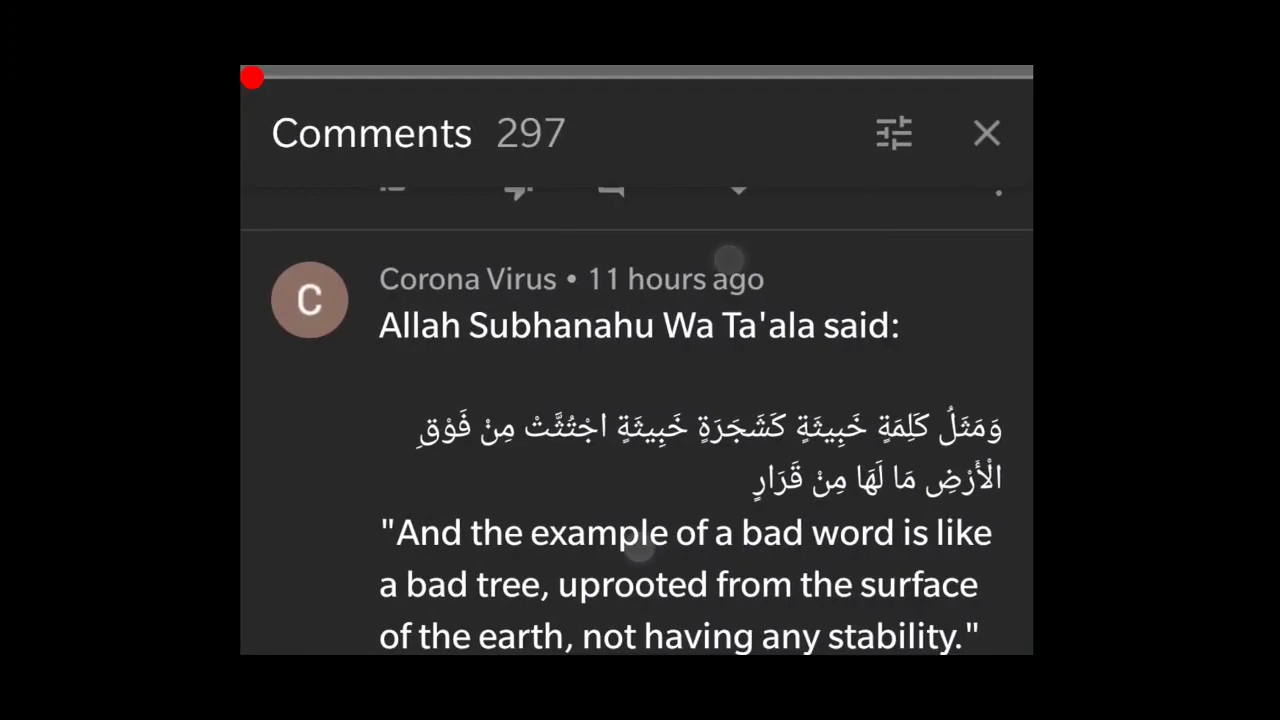 Comments 297
C
Corona Virus • 11 hours ago
Allah Subhanahu Wa Ta'ala said:
وَمَثَلُ كَلِمَةٍ خَبِيثَةٍ كَشَجَرَةٍ خَبِيثَةٍ اجْتُثَّتْ مِنْ فَوْقِ
الْأَرْضِ مَا لَهَا مِنْ قَرَارٍ
"And the example of a bad word is like
a bad tree, uprooted from the surface
of the earth, not having any stability."